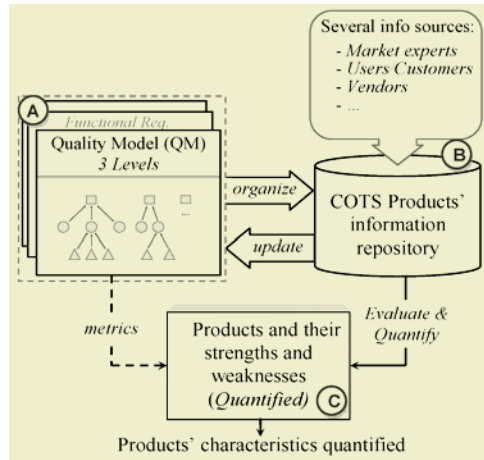 Several info sources:
- Market experts
- Users Customers
- Vendors
- ...
A
Functional Req.
Quality Model (QM)
3 Levels
...
B
COTS Products'
information
repository
organize
update
metrics
Evaluate &
Quantify
Products and their
strengths and
weaknesses
(Quantified)
C
Products' characteristics quantified